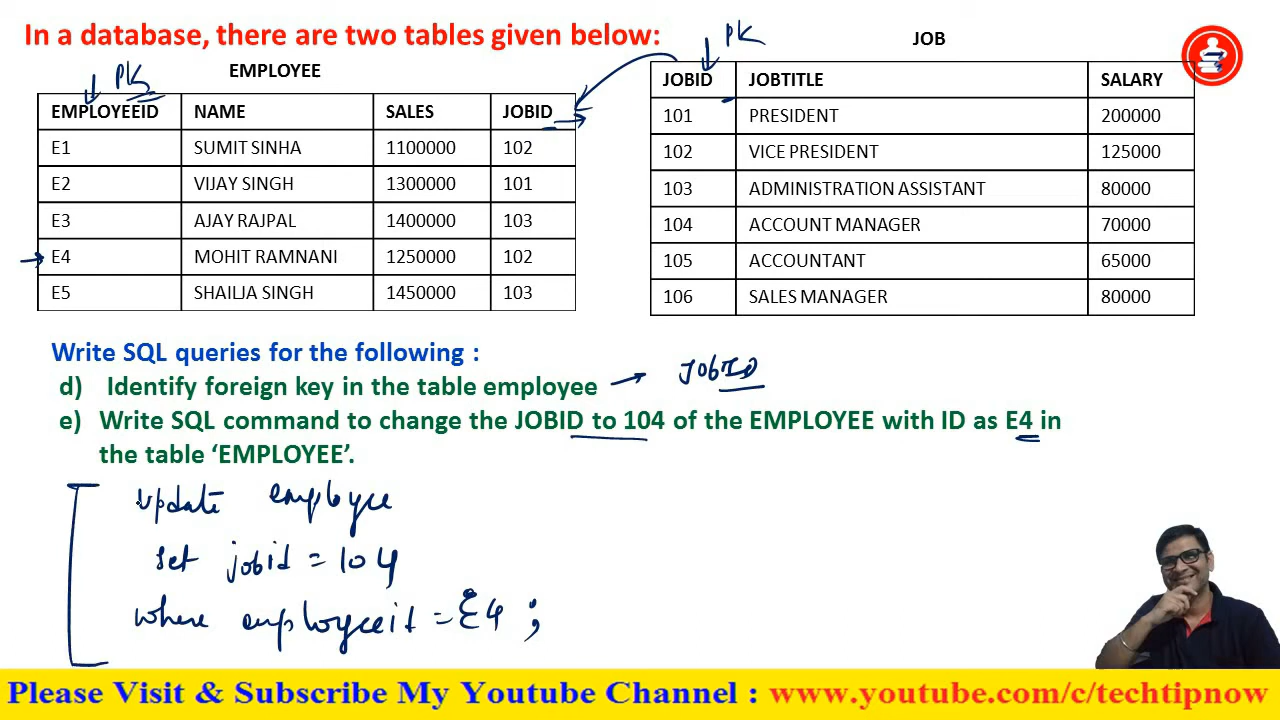 In a database, there are two tables given below:
PK
JOB
PK
EMPLOYEE
EMPLOYEEID NAME SALES JOBID
E1 SUMIT SINHA 1100000 102
E2 VIJAY SINGH 1300000 101
E3 AJAY RAJPAL 1400000 103
E4 MOHIT RAMNANI 1250000 102
E5 SHAILJA SINGH 1450000 103
JOBID JOBTITLE SALARY
101 PRESIDENT 200000
102 VICE PRESIDENT 125000
103 ADMINISTRATION ASSISTANT 80000
104 ACCOUNT MANAGER 70000
105 ACCOUNTANT 65000
106 SALES MANAGER 80000
Write SQL queries for the following :
d) Identify foreign key in the table employee JobID
e) Write SQL command to change the JOBID to 104 of the EMPLOYEE with ID as E4 in
the table ‘EMPLOYEE’.
update employee
set jobid = 104
where employeeid = E4 ;
Please Visit & Subscribe My Youtube Channel : www.youtube.com/c/techtipnow